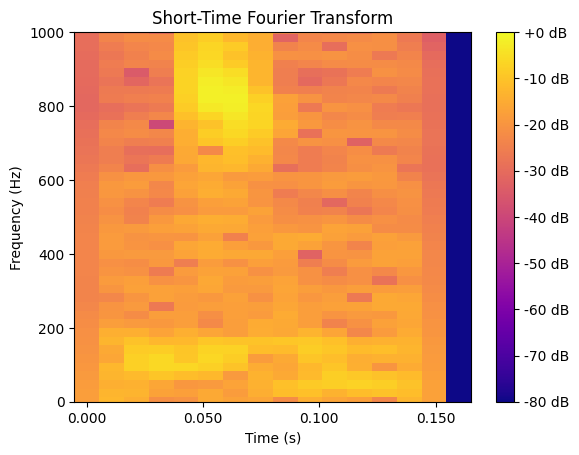 Short-Time Fourier Transform
1000
800
600
400
200
0
Frequency (Hz)
0.000
0.050
0.100
0.150
Time (s)
+0 dB
-10 dB
-20 dB
-30 dB
-40 dB
-50 dB
-60 dB
-70 dB
-80 dB